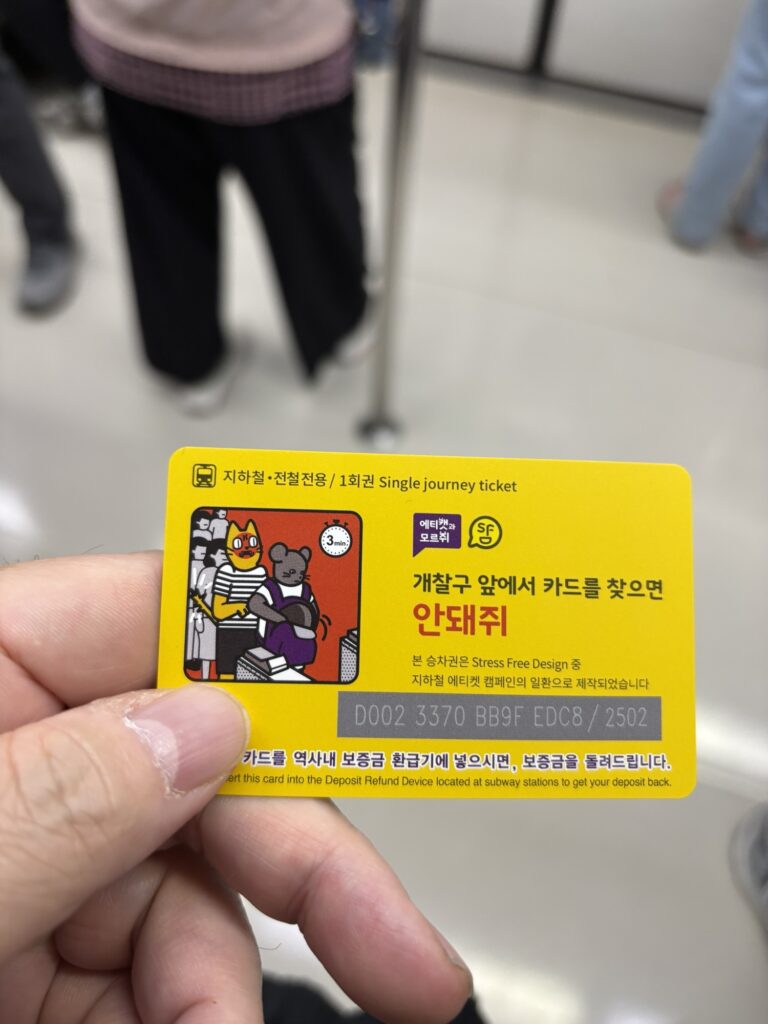 지하철·전철전용 / 1회권 Single journey ticket
3min.
에티캣과
모르쥐
SFD
개찰구 앞에서 카드를 찾으면
안돼쥐
본 승차권은 Stress Free Design 중
지하철 에티켓 캠페인의 일환으로 제작되었습니다
D002 3370 BB9F EDC8 / 2502
카드를 역사내 보증금 환급기에 넣으시면, 보증금을 돌려드립니다.
this card into the Deposit Refund Device located at subway stations to get your deposit back.